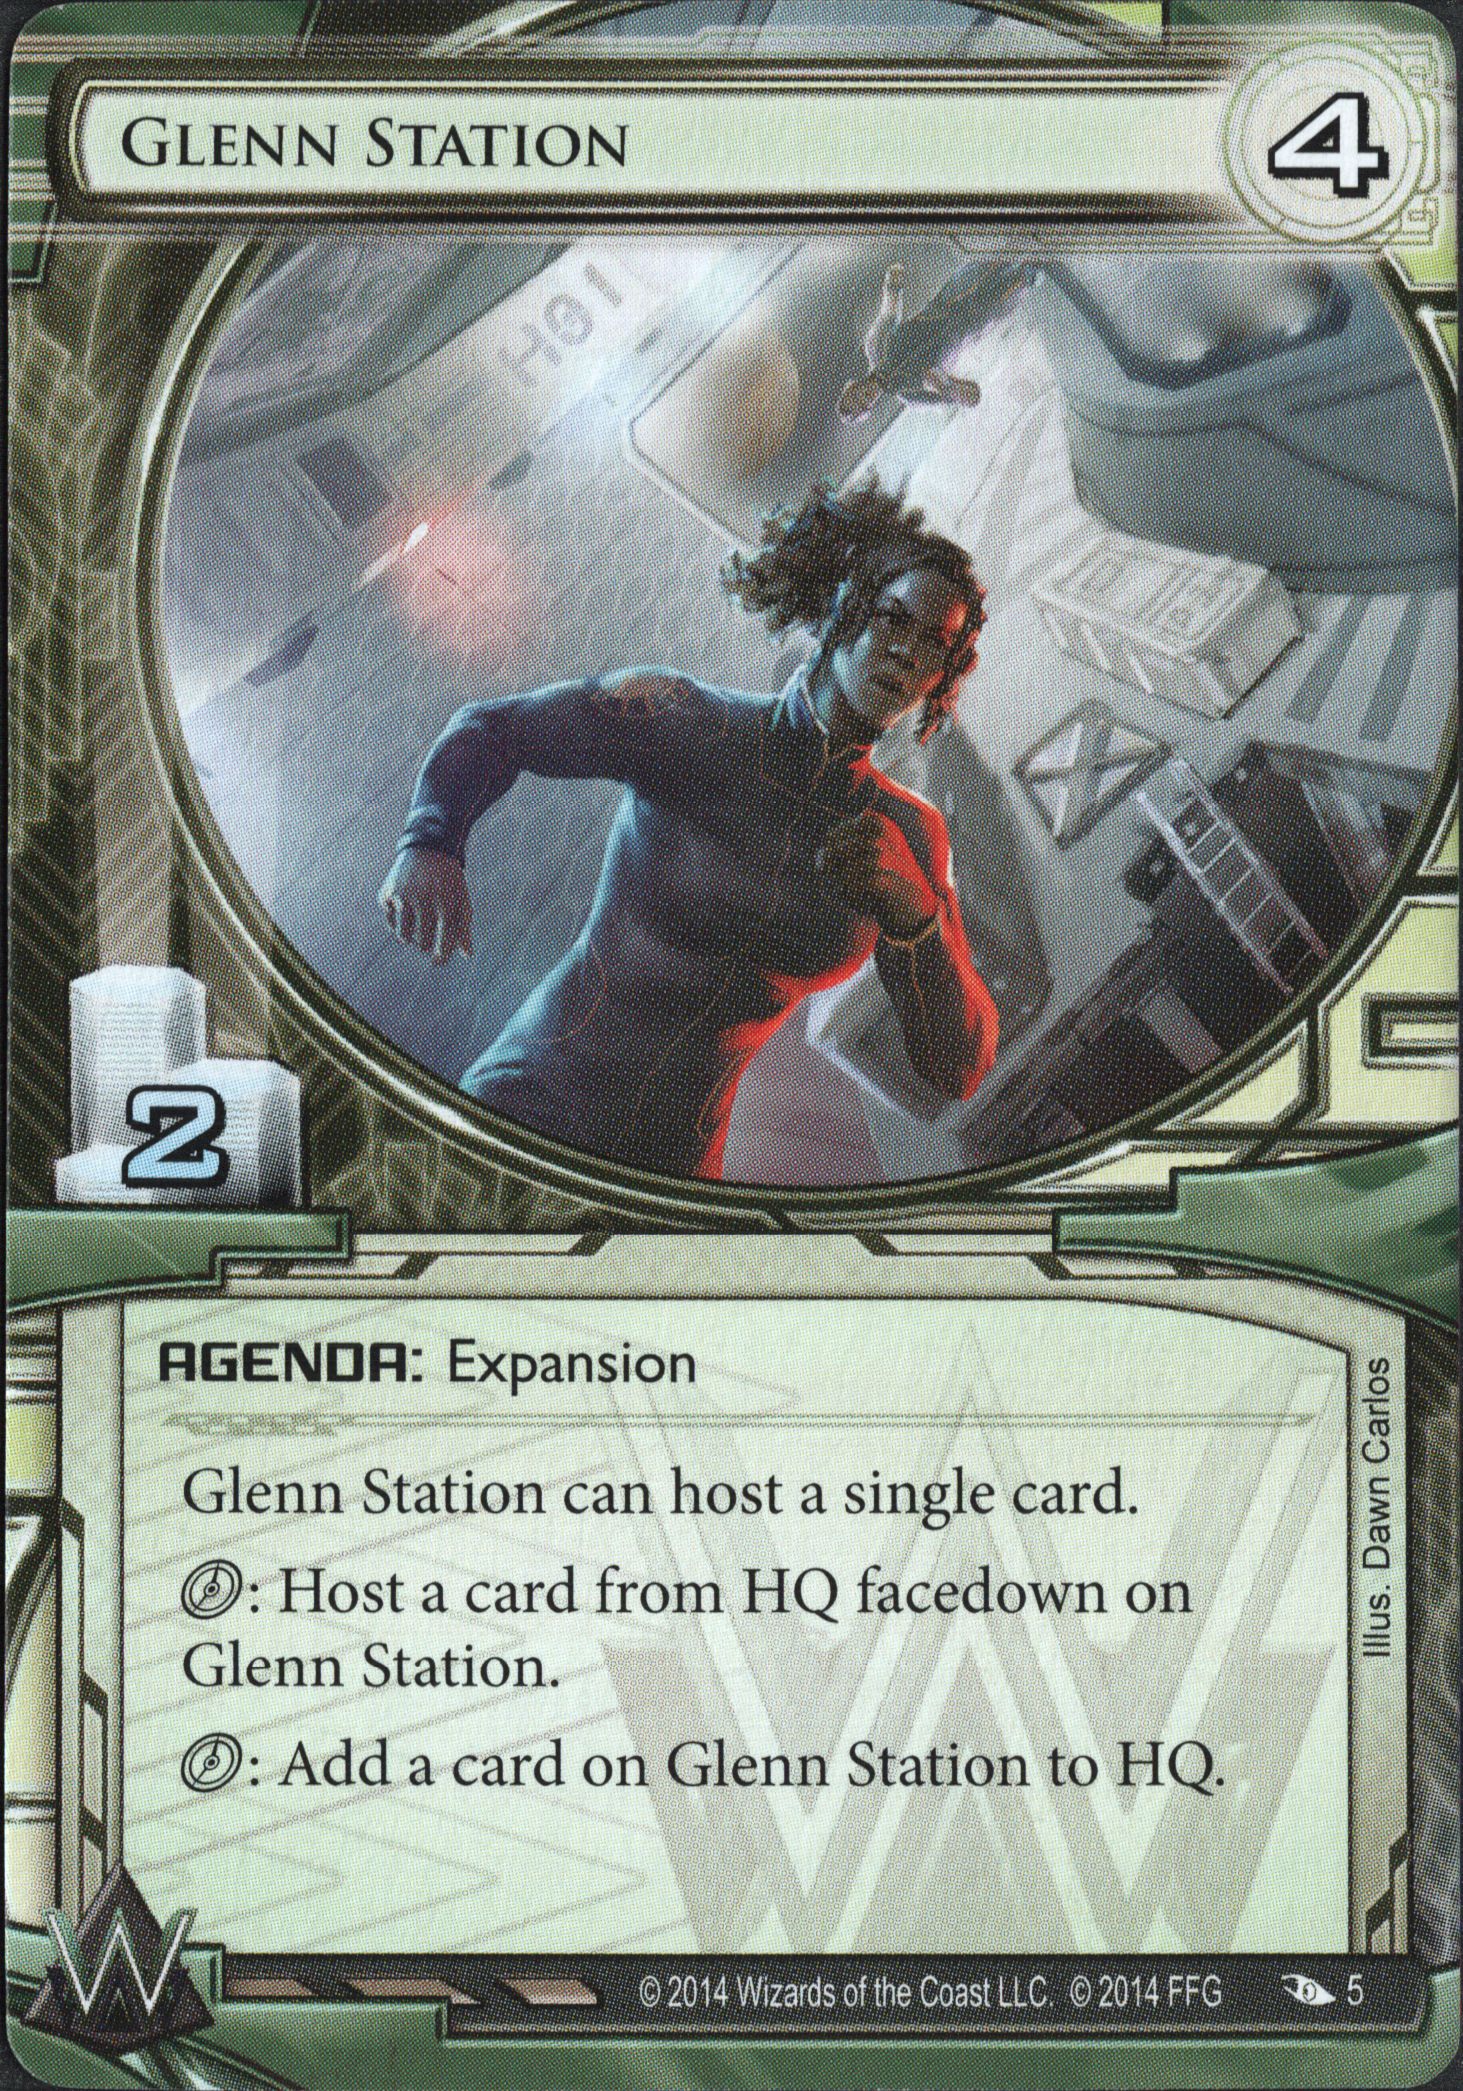 GLENN STATION
4
H01
2
AGENDA: Expansion
Glenn Station can host a single card.
: Host a card from HQ facedown on
Glenn Station.
: Add a card on Glenn Station to HQ.
Illus. Dawn Carlos
W
© 2014 Wizards of the Coast LLC. © 2014 FFG
5